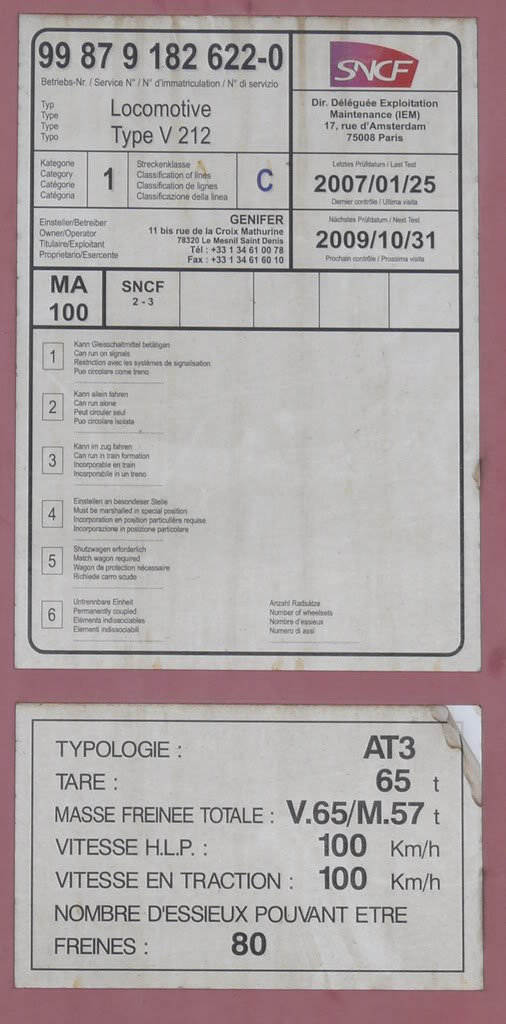 99 87 9 182 622-0
Betriebs-Nr. / Service N° / N° d'immatriculation / N° di servizio
SNCF
Typ
Type
Type
Typo
Locomotive
Type V 212
Dir. Déléguée Exploitation
Maintenance (IEM)
17, rue d'Amsterdam
75008 Paris
Kategorie
Category
Catégorie
Catégoria
1
Streckenklasse
Classification of lines
Classification de lignes
Classificazione della linea
C
Letztes Prüfdatum / Last Test
2007/01/25
Dernier contrôle / Ultima visita
Einsteller/Betreiber
Owner/Operator
Titulaire/Exploitant
Proprietario/Esercente
GENIFER
11 bis rue de la Croix Mathurine
78320 Le Mesnil Saint Denis
Tél : +33 1 34 61 00 78
Fax : +33 1 34 61 60 10
Nächstes Prüfdatum / Next Test
2009/10/31
Prochain contrôle / Prossima visita
MA
100
SNCF
2 - 3
1
Kann Gleisschaltmittel betätigen
Can run on signals
Restriction avec les systèmes de signalisation
Puo circolare come treno
2
Kann allein fahren
Can run alone
Peut circuler seul
Puo circolare isolata
3
Kann im zug fahren
Can run in train formation
Incorporable en train
Incorporabile in un treno
4
Einstellen an besondeser Stelle
Must be marshalled in special position
Incorporation en position particulière requise
Incorporazione in posizione particolare
5
Shutzwagen erforderlich
Match wagon required
Wagon de protection nécessaire
Richiede carro scudo
6
Untrennbare Einheit
Permanently coupled
Eléments indissociables
Elementi indissociabili
Anzahl Radsätze
Number of wheelsets
Nombre d'essieux
Numero di assi
TYPOLOGIE : AT3
TARE : 65 t
MASSE FREINEE TOTALE : V.65/M.57 t
VITESSE H.L.P. : 100 Km/h
VITESSE EN TRACTION : 100 Km/h
NOMBRE D'ESSIEUX POUVANT ETRE
FREINES : 80